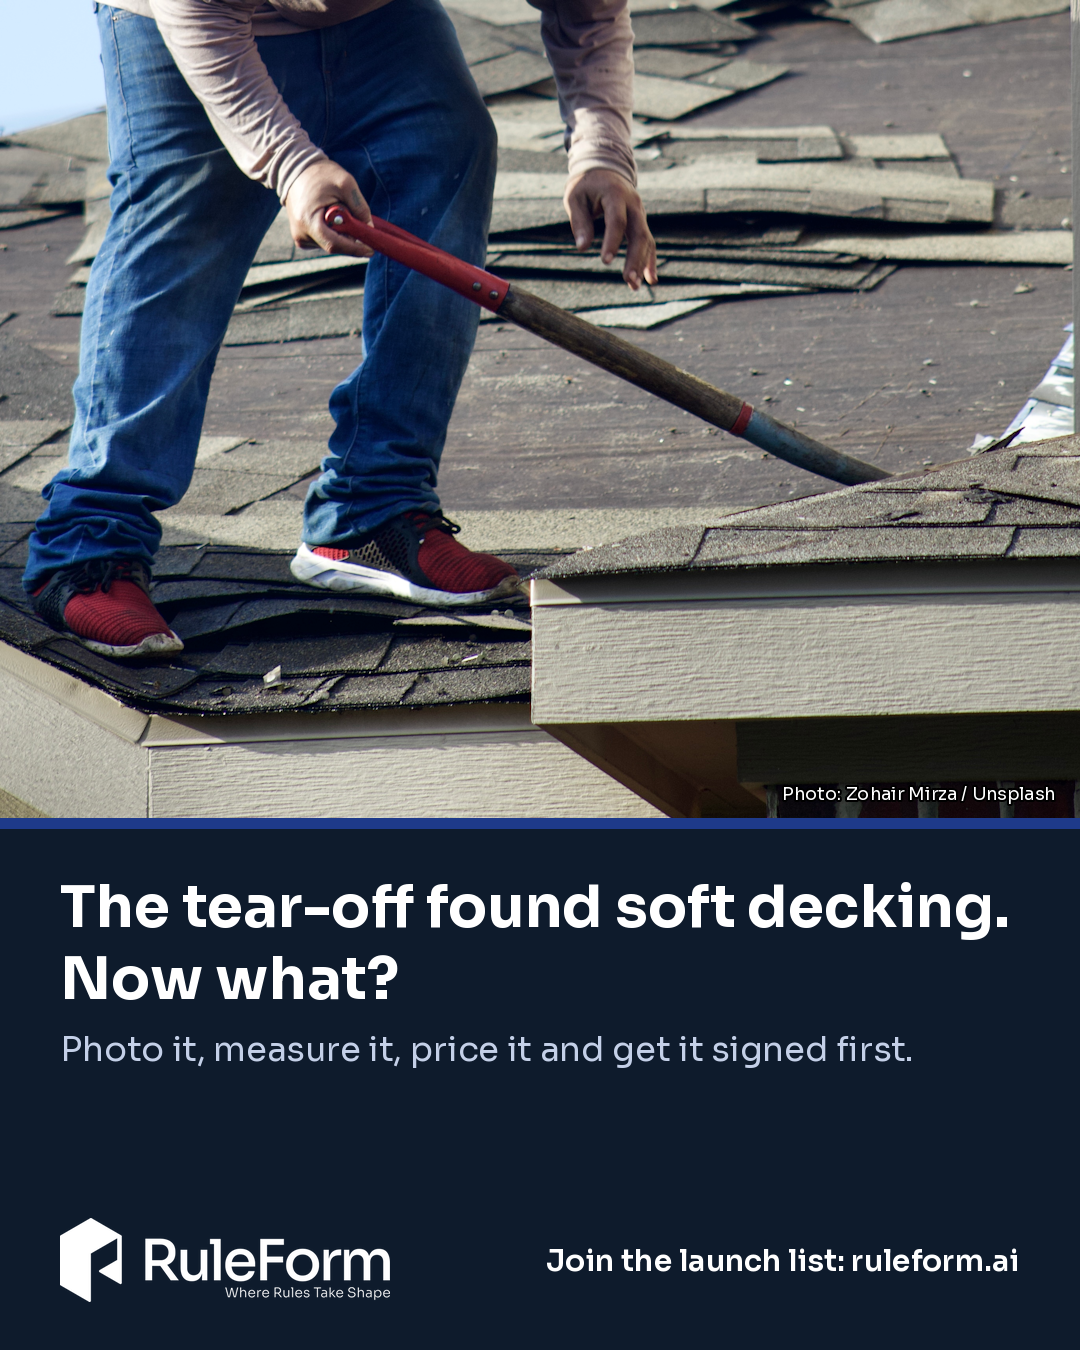 Photo: Zohair Mirza / Unsplash
The tear-off found soft decking.
Now what?
Photo it, measure it, price it and get it signed first.
RuleForm
Where Rules Take Shape
Join the launch list: ruleform.ai